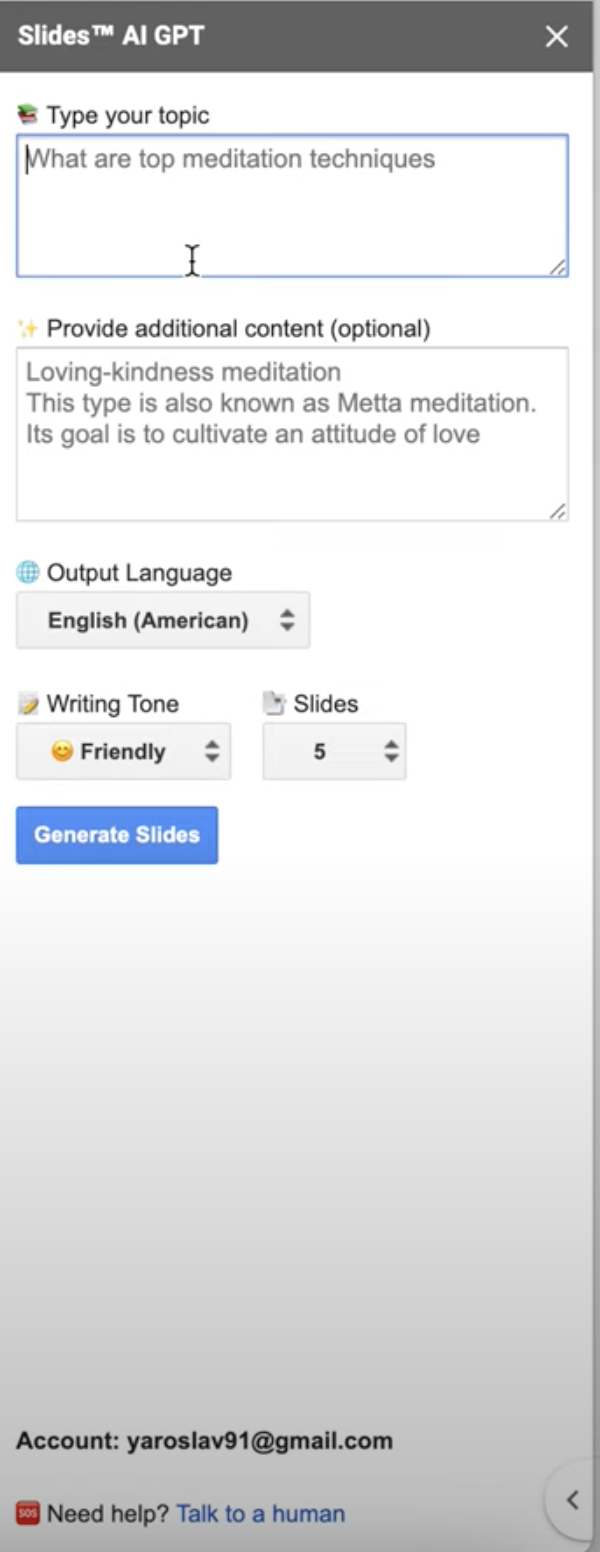 Slides™ AI GPT
Type your topic
What are top meditation techniques
Provide additional content (optional)
Loving-kindness meditation
This type is also known as Metta meditation.
Its goal is to cultivate an attitude of love
Output Language
English (American)
Writing Tone
Slides
Friendly
5
Generate Slides
Account: yaroslav91@gmail.com
SOS Need help? Talk to a human